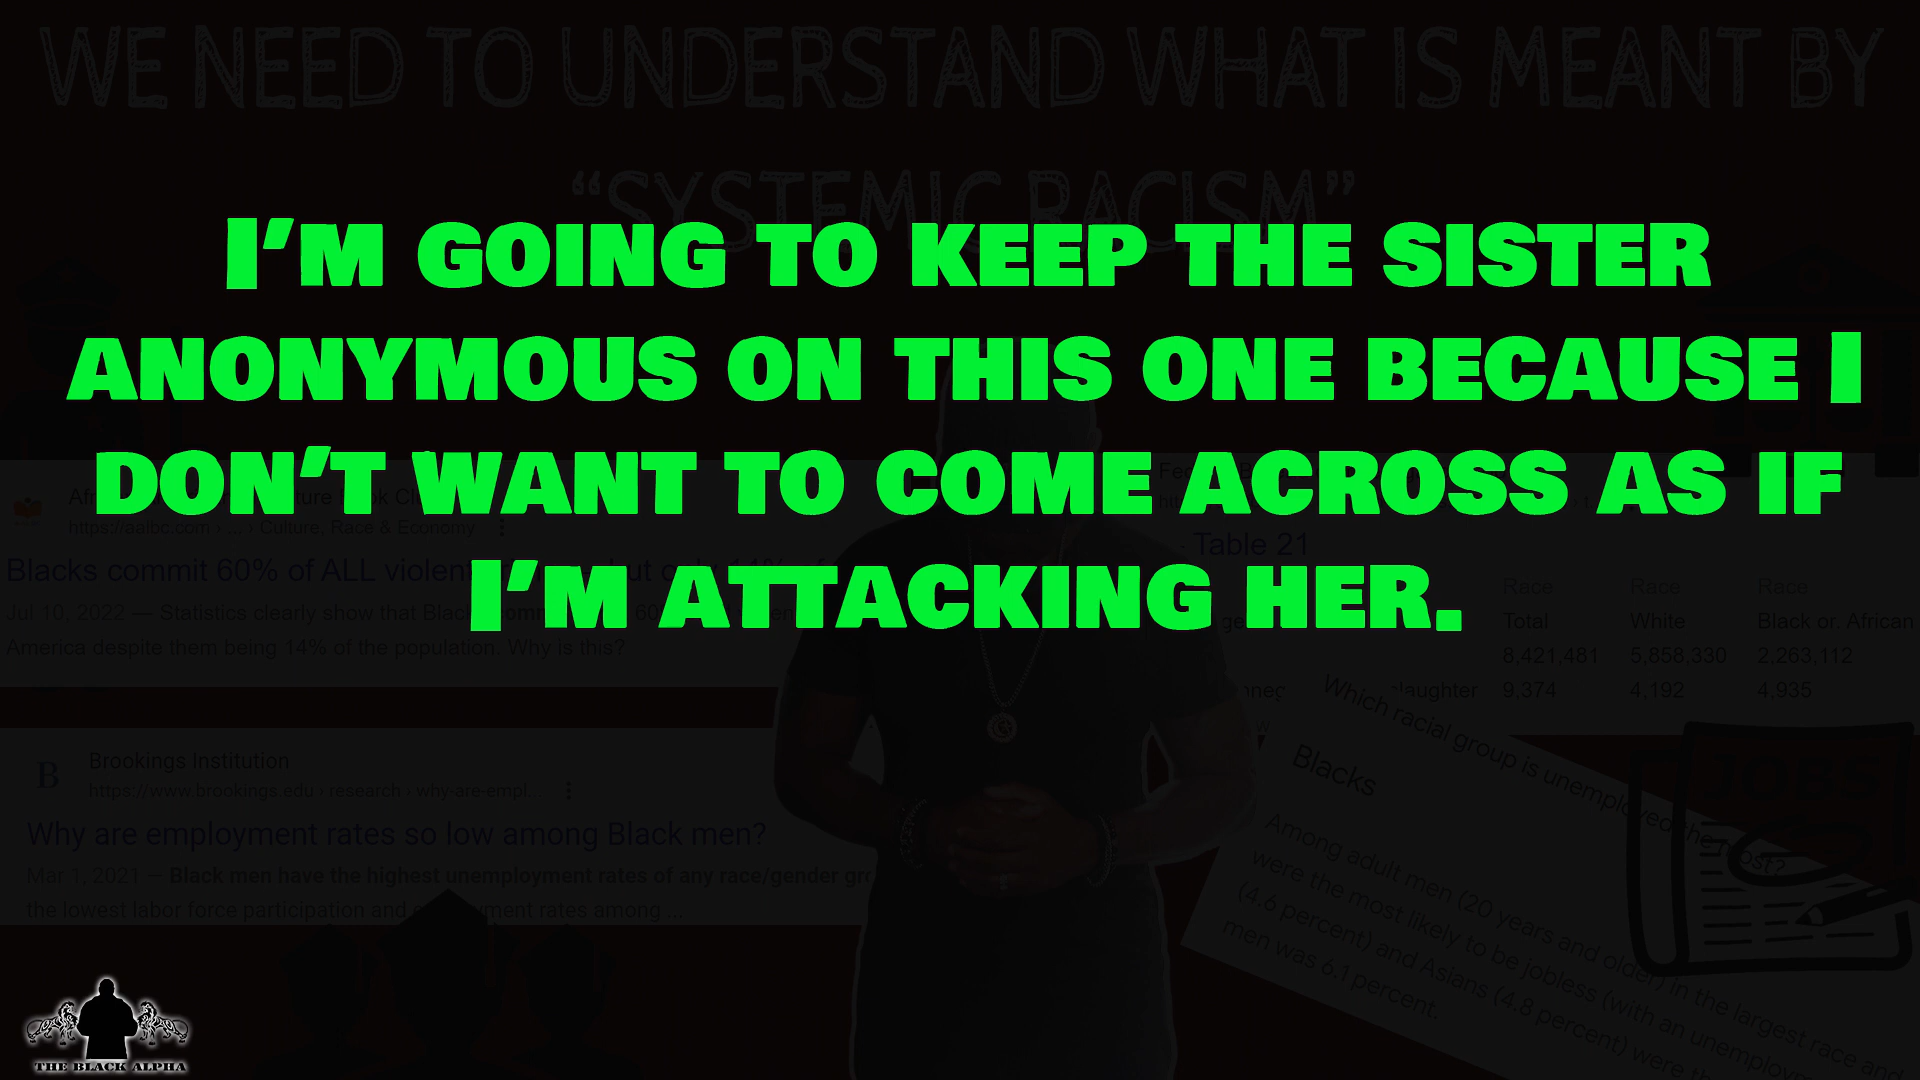 WE NEED TO UNDERSTAND WHAT IS MEANT BY
“SYSTEMIC RACISM”
I’M GOING TO KEEP THE SISTER
ANONYMOUS ON THIS ONE BECAUSE I
DON’T WANT TO COME ACROSS AS IF
I’M ATTACKING HER.
https://aalbc.com › ... › Culture, Race & Economy
Blacks commit 60% of ALL
Jul 10, 2022 — Statistics clearly show that
America despite them being 14% of the population. Why is this?
Table 21
Race Race Race
Total White Black or African
8,421,481 5,858,330 2,263,112
9,374 4,192 4,935
Brookings Institution
https://www.brookings.edu › research › why-are-empl...
Why are employment rates so low among Black men?
Mar 1, 2021 — Black men have the highest unemployment rates of any race/gender
the lowest labor force participation and rates among ...
Which racial group is unemployed the most?
Blacks
Among adult men (20 years and older) in the largest race and
were the most likely to be jobless (with an
(4.6 percent) and Asians (4.8 percent) were
men was 6.1 percent.
JOBS
THE BLACK ALPHA